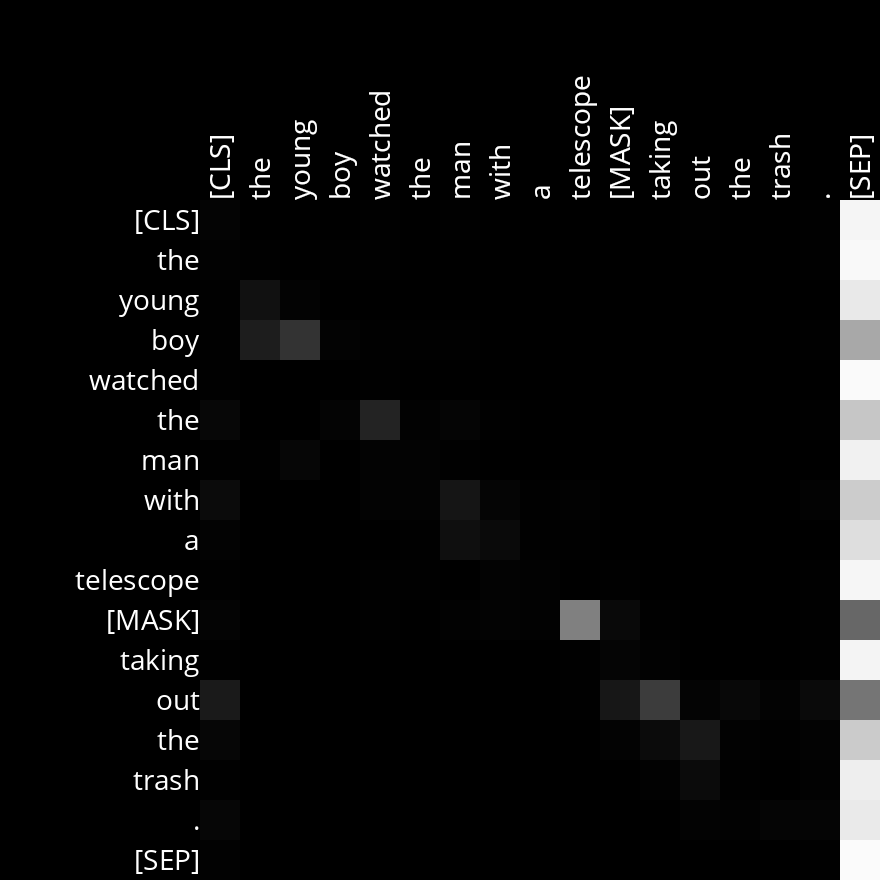 [CLS] the young boy watched the man with a telescope [MASK] taking out the trash . [SEP]
[CLS]
the
young
boy
watched
the
man
with
a
telescope
[MASK]
taking
out
the
trash
.
[SEP]